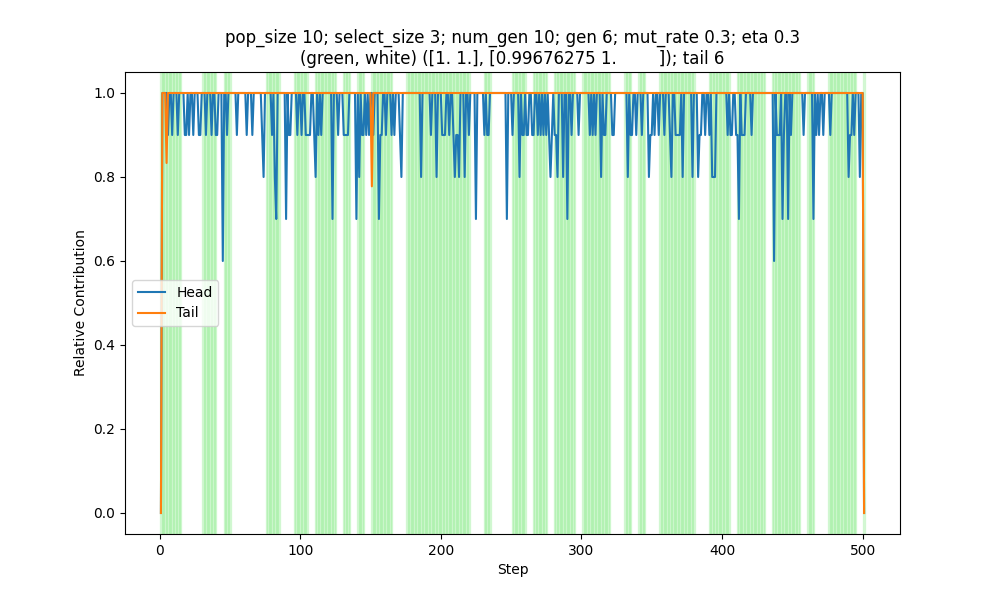 pop_size 10; select_size 3; num_gen 10; gen 6; mut_rate 0.3; eta 0.3
(green, white) ([1. 1.], [0.99676275 1.         ]); tail 6
1.0
0.8
0.6
0.4
0.2
0.0
Relative Contribution
Head
Tail
0 100 200 300 400 500
Step